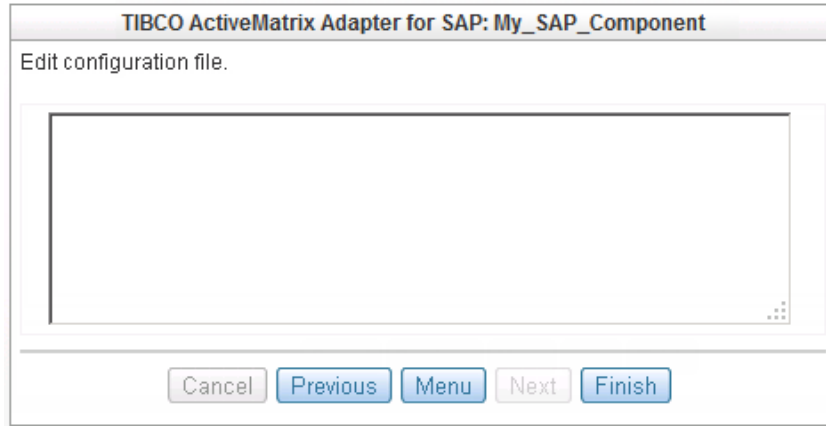 TIBCO ActiveMatrix Adapter for SAP: My_SAP_Component
Edit configuration file.
Cancel Previous Menu Next Finish